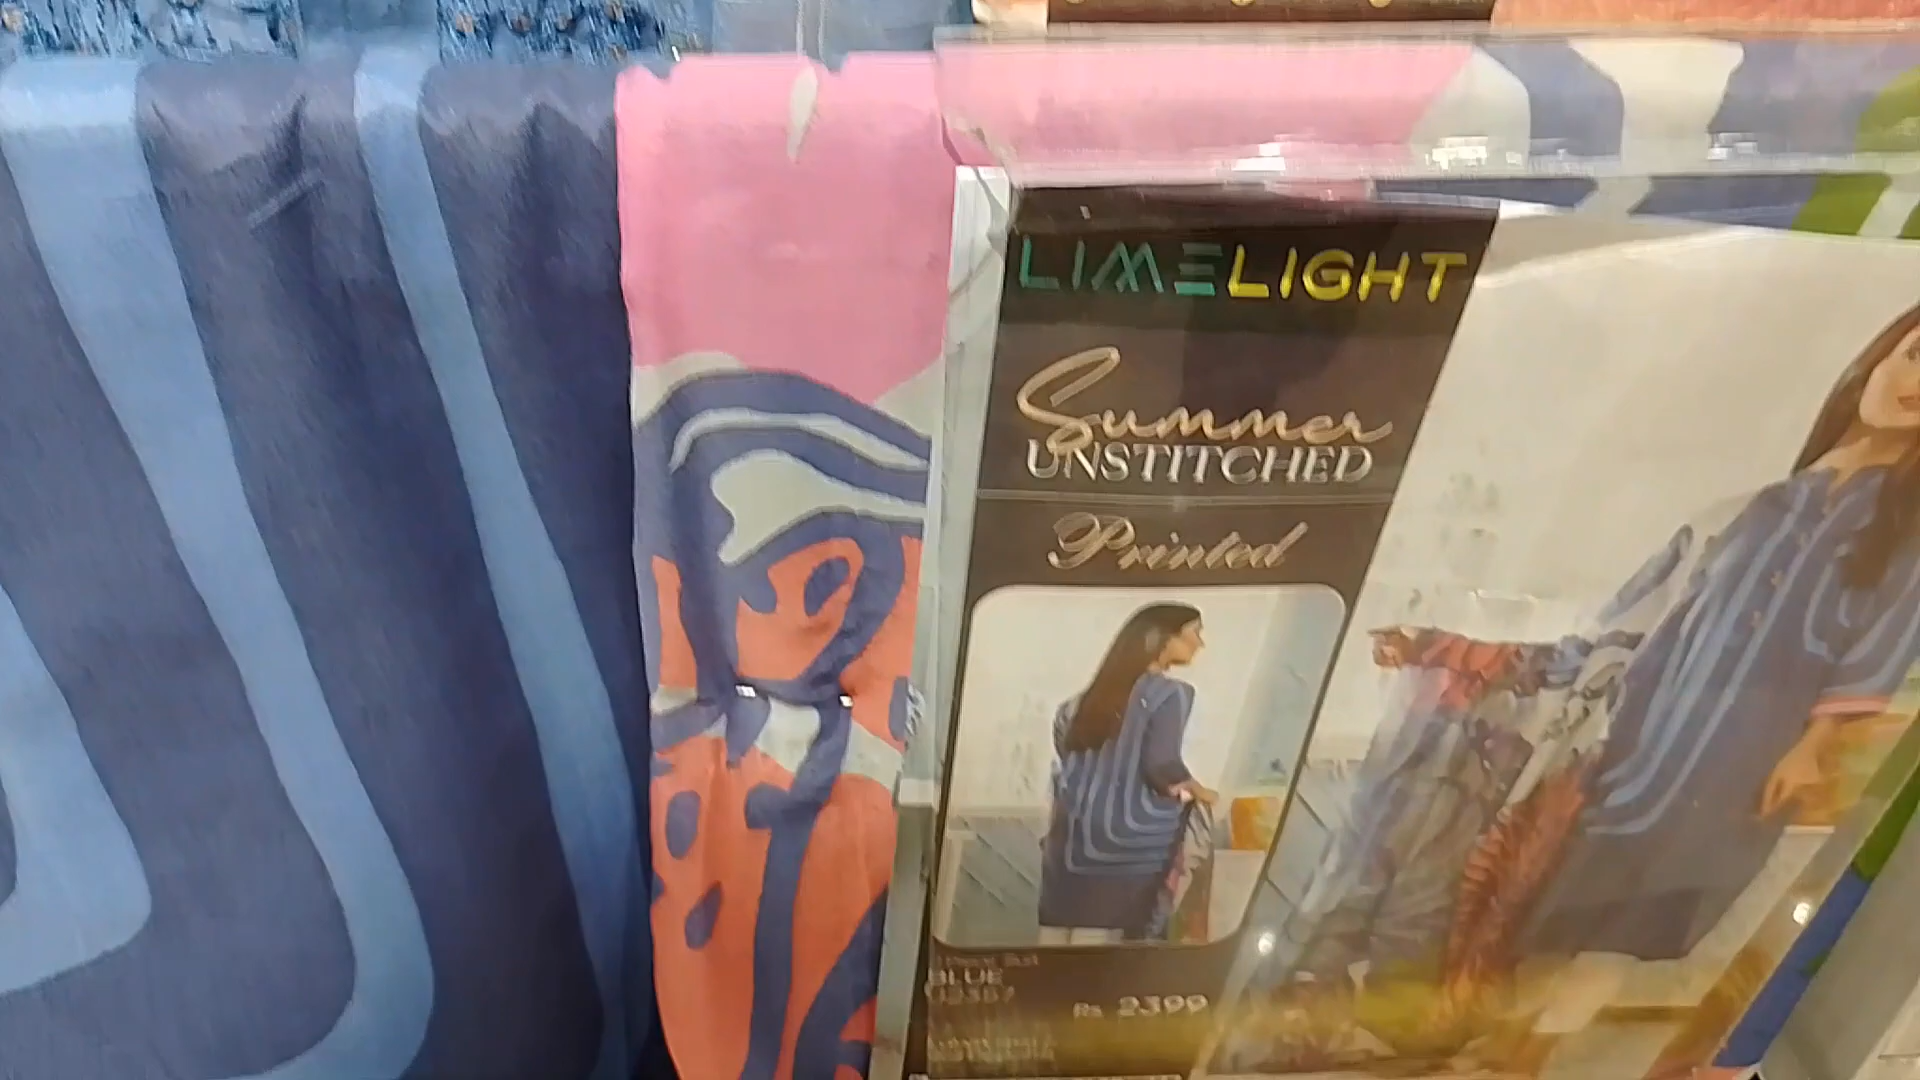 LIMELIGHT
Summer
UNSTITCHED
Printed
BLUE
Rs 2399